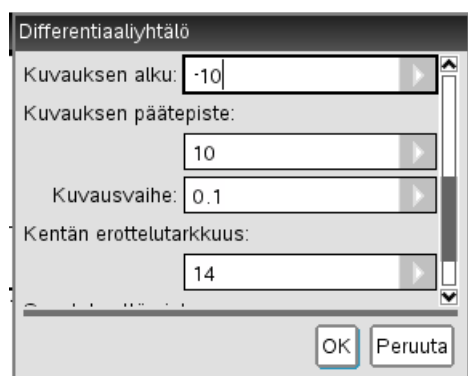 Differentiaaliyhtälö
Kuvauksen alku: -10
Kuvauksen päätepiste:
10
Kuvausvaihe: 0.1
Kentän erottelutarkkuus:
14
OK Peruuta